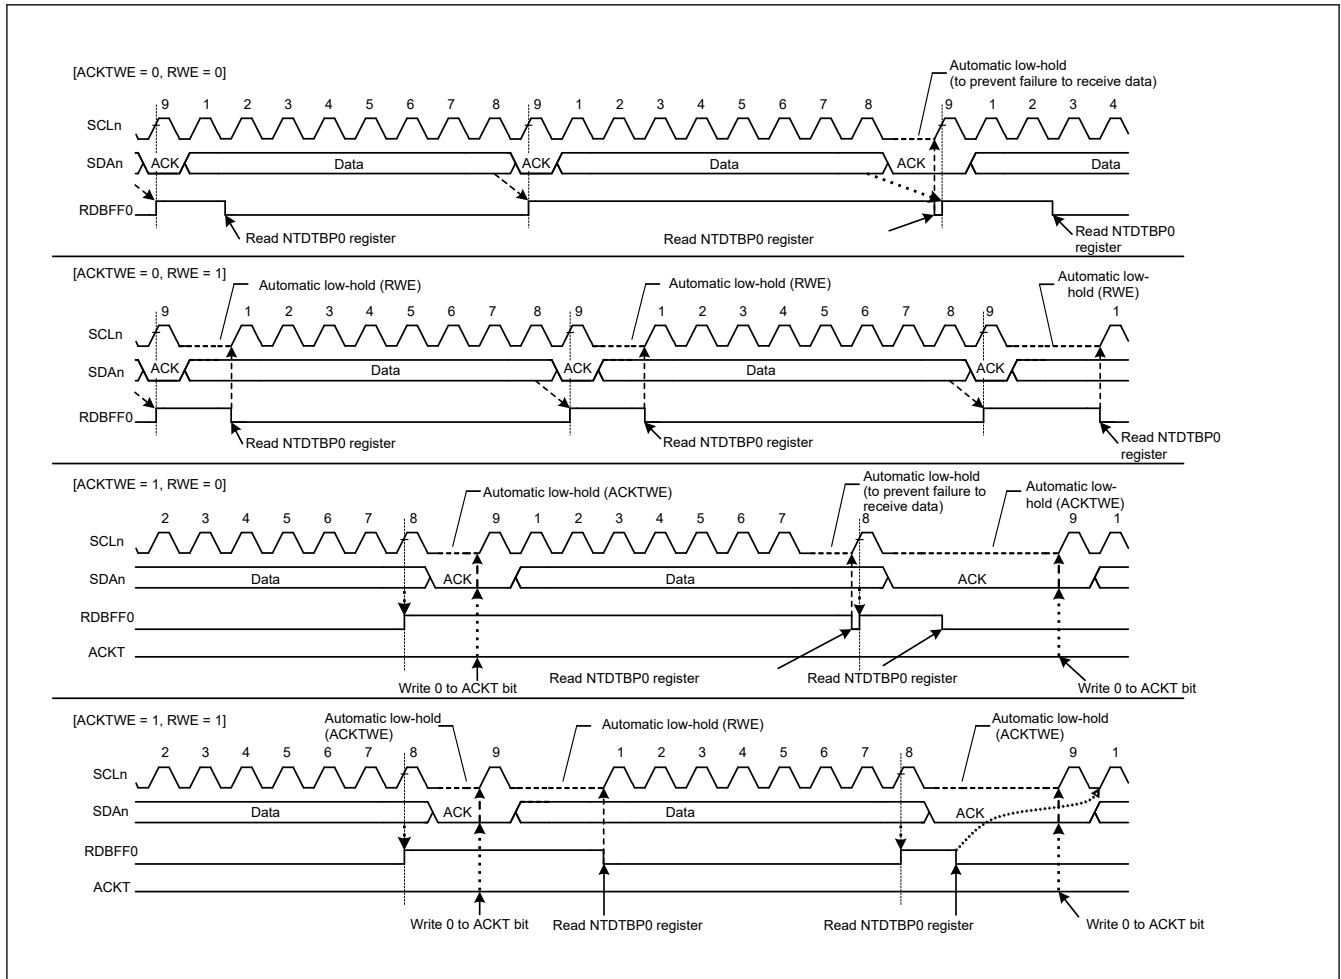 [ACKTWE = 0, RWE = 0]
Automatic low-hold
(to prevent failure to receive data)
9 1 2 3 4 5 6 7 8 9 1 2 3 4 5 6 7 8 9 1 2 3 4
SCLn
SDAn ACK Data ACK Data ACK Data
RDBFF0
Read NTDTBP0 register Read NTDTBP0 register Read NTDTBP0
register
[ACKTWE = 0, RWE = 1]
Automatic low-hold (RWE) Automatic low-hold (RWE) Automatic low-
hold (RWE)
9 1 2 3 4 5 6 7 8 9 1 2 3 4 5 6 7 8 9 1
SCLn
SDAn ACK Data ACK Data ACK
RDBFF0
Read NTDTBP0 register Read NTDTBP0 register Read NTDTBP0
register
[ACKTWE = 1, RWE = 0]
Automatic low-hold (ACKTWE)
Automatic low-hold
(to prevent failure to
receive data)
Automatic low-
hold (ACKTWE)
2 3 4 5 6 7 8 9 1 2 3 4 5 6 7 8 9 1
SCLn
SDAn Data ACK Data ACK
RDBFF0
ACKT
Read NTDTBP0 register Read NTDTBP0 register
Write 0 to ACKT bit Write 0 to ACKT bit
[ACKTWE = 1, RWE = 1]
Automatic low-hold
(ACKTWE)
Automatic low-hold (RWE)
Automatic low-hold
(ACKTWE)
2 3 4 5 6 7 8 9 1 2 3 4 5 6 7 8 9 1
SCLn
SDAn Data ACK Data ACK
RDBFF0
ACKT
Write 0 to ACKT bit Read NTDTBP0 register Read NTDTBP0 register Write 0 to ACKT bit